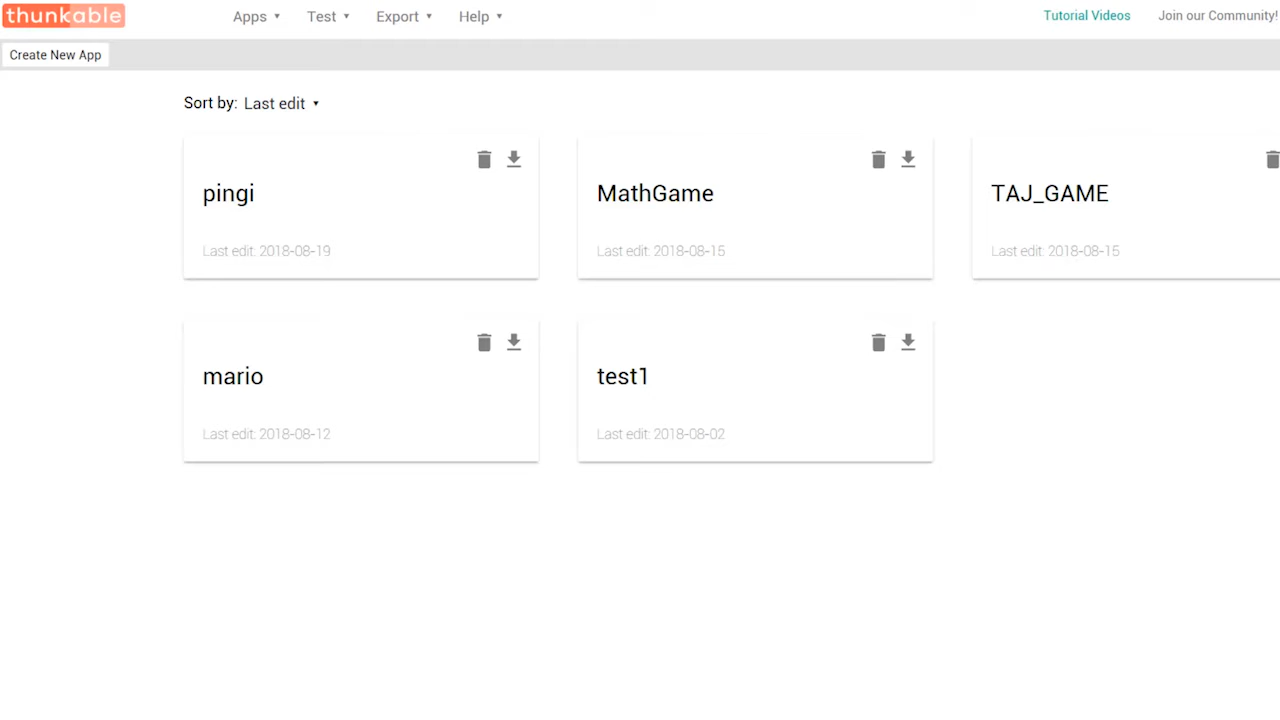 thunkable Apps Test Export Help Tutorial Videos Join our Community!
Create New App
Sort by: Last edit
pingi
Last edit: 2018-08-19
MathGame
Last edit: 2018-08-15
TAJ_GAME
Last edit: 2018-08-15
mario
Last edit: 2018-08-12
test1
Last edit: 2018-08-02